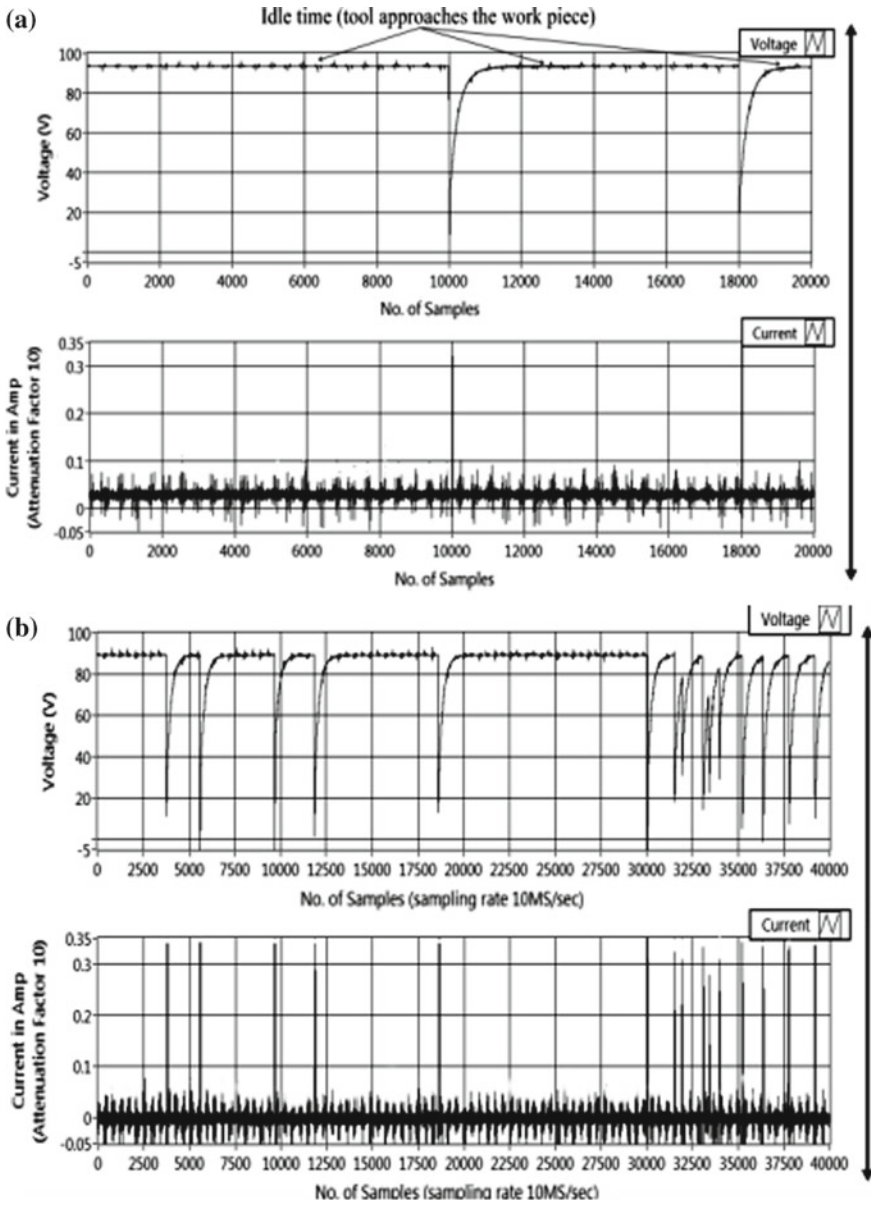 (a)
Idle time (tool approaches the work piece)
Voltage
Voltage (V)
100
80
60
40
20
-5
0 2000 4000 6000 8000 10000 12000 14000 16000 18000 20000
No. of Samples
Current
Current in Amp
(Attenuation Factor 10)
0.35
0.3
0.2
0.1
0
-0.05
0 2000 4000 6000 8000 10000 12000 14000 16000 18000 20000
No. of Samples
(b)
Voltage
Voltage (V)
100
80
60
40
20
-5
0 2500 5000 7500 10000 12500 15000 17500 20000 22500 25000 27500 30000 32500 35000 37500 40000
No. of Samples (sampling rate 10MS/sec)
Current
Current in Amp
(Attenuation Factor 10)
0.35
0.3
0.2
0.1
0
-0.05
0 2500 5000 7500 10000 12500 15000 17500 20000 22500 25000 27500 30000 32500 35000 37500 40000
No. of Samples (sampling rate 10MS/sec)